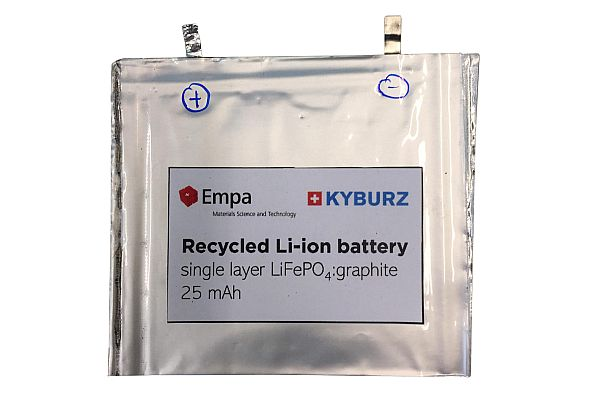 + -
Empa KYBURZ
Materials Science and Technology
Recycled Li-ion battery
single layer LiFePO₄:graphite
25 mAh